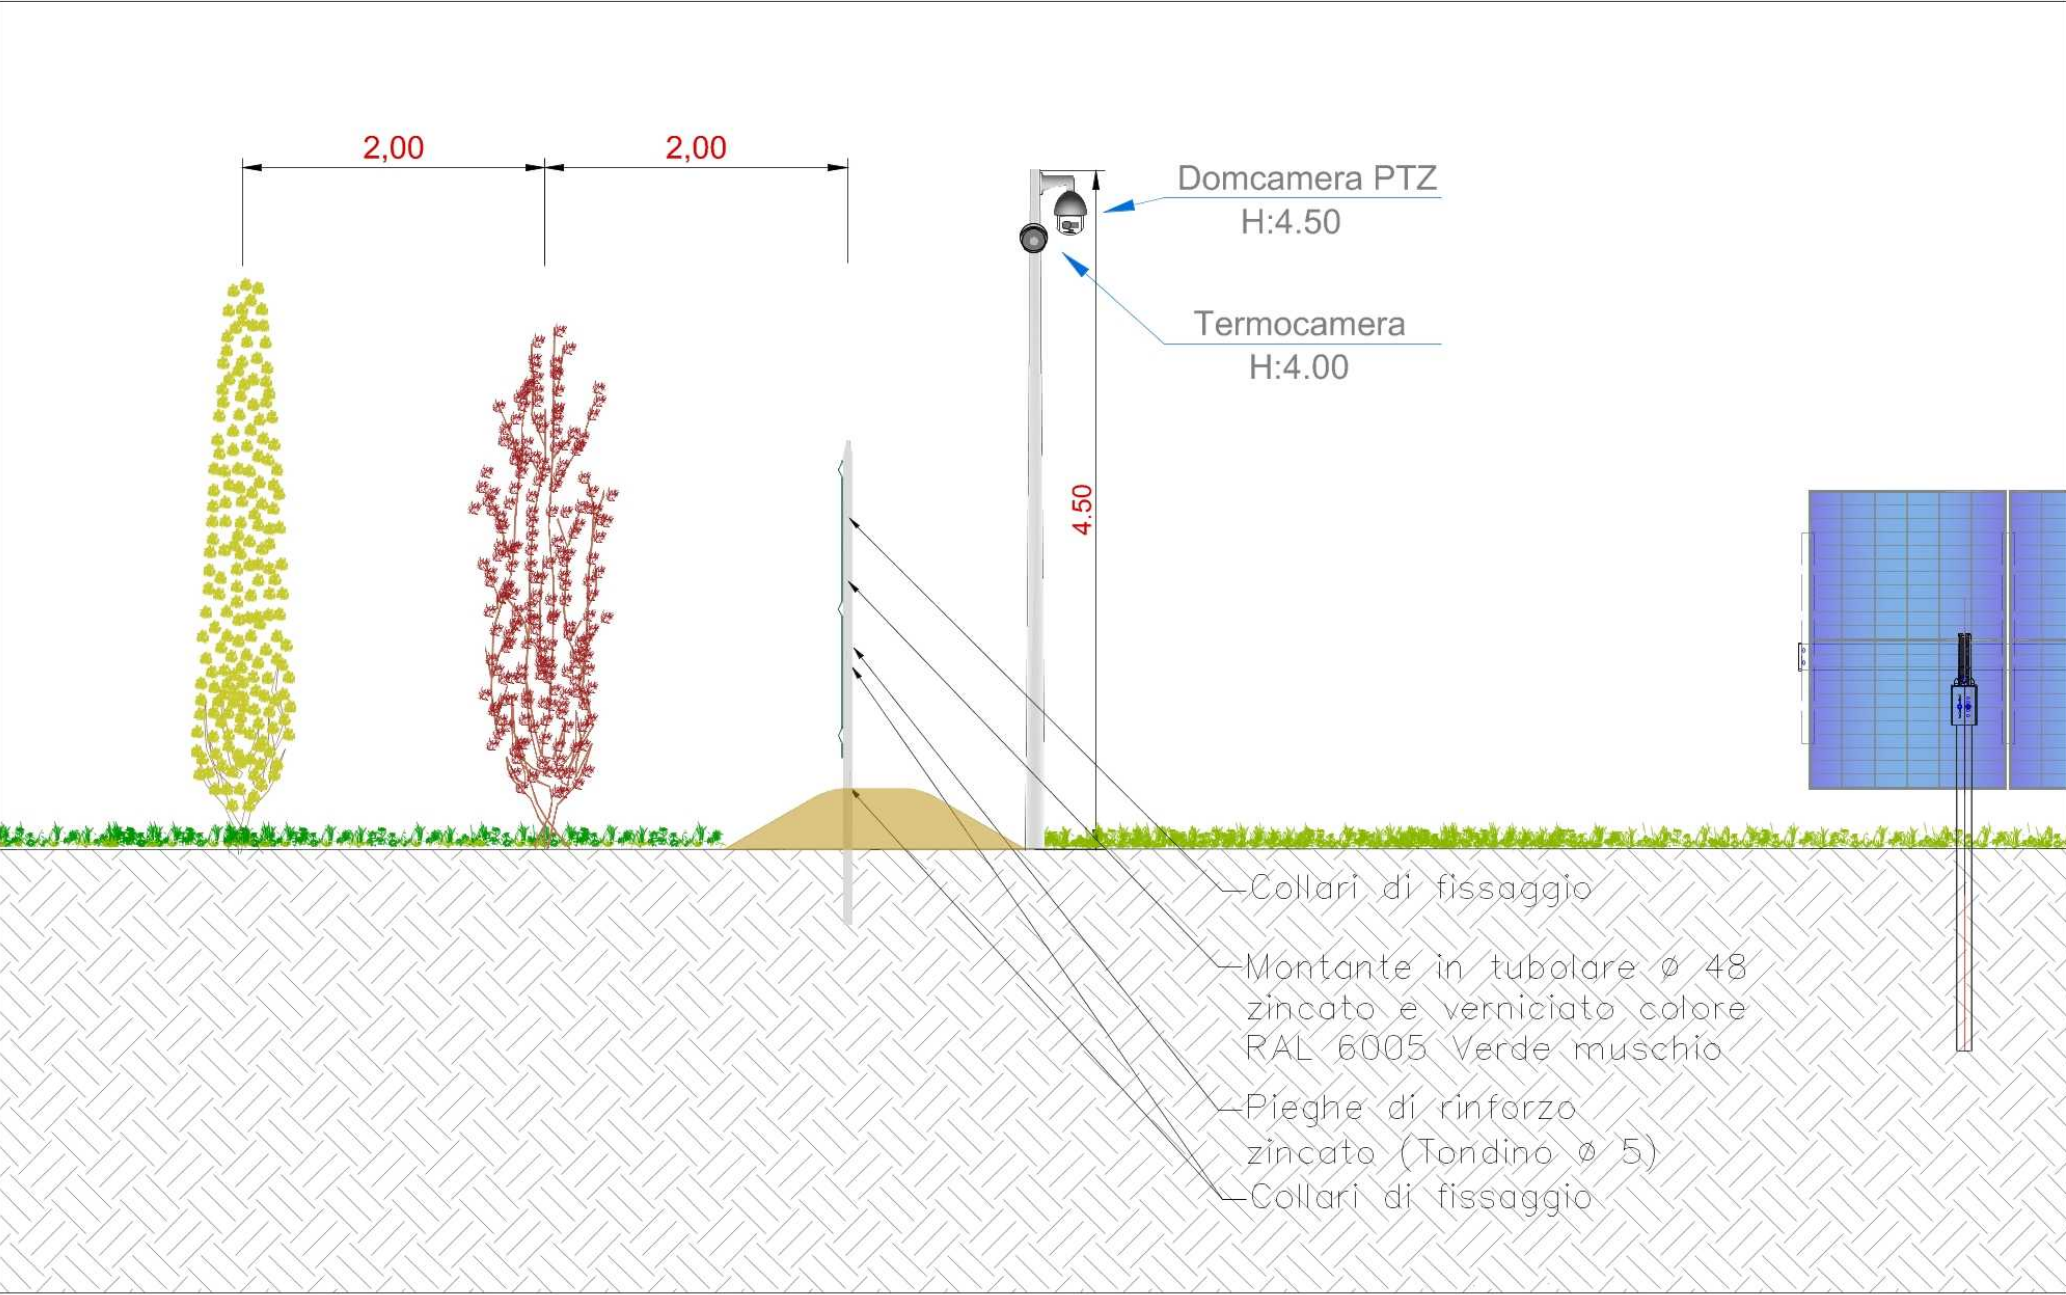 2,00
2,00
Domcamera PTZ
H:4.50
Termocamera
H:4.00
4.50
Collari di fissaggio
Montante in tubolare ø 48
zincato e verniciato colore
RAL 6005 Verde muschio
Pieghe di rinforzo
zincato (Tondino ø 5)
Collari di fissaggio